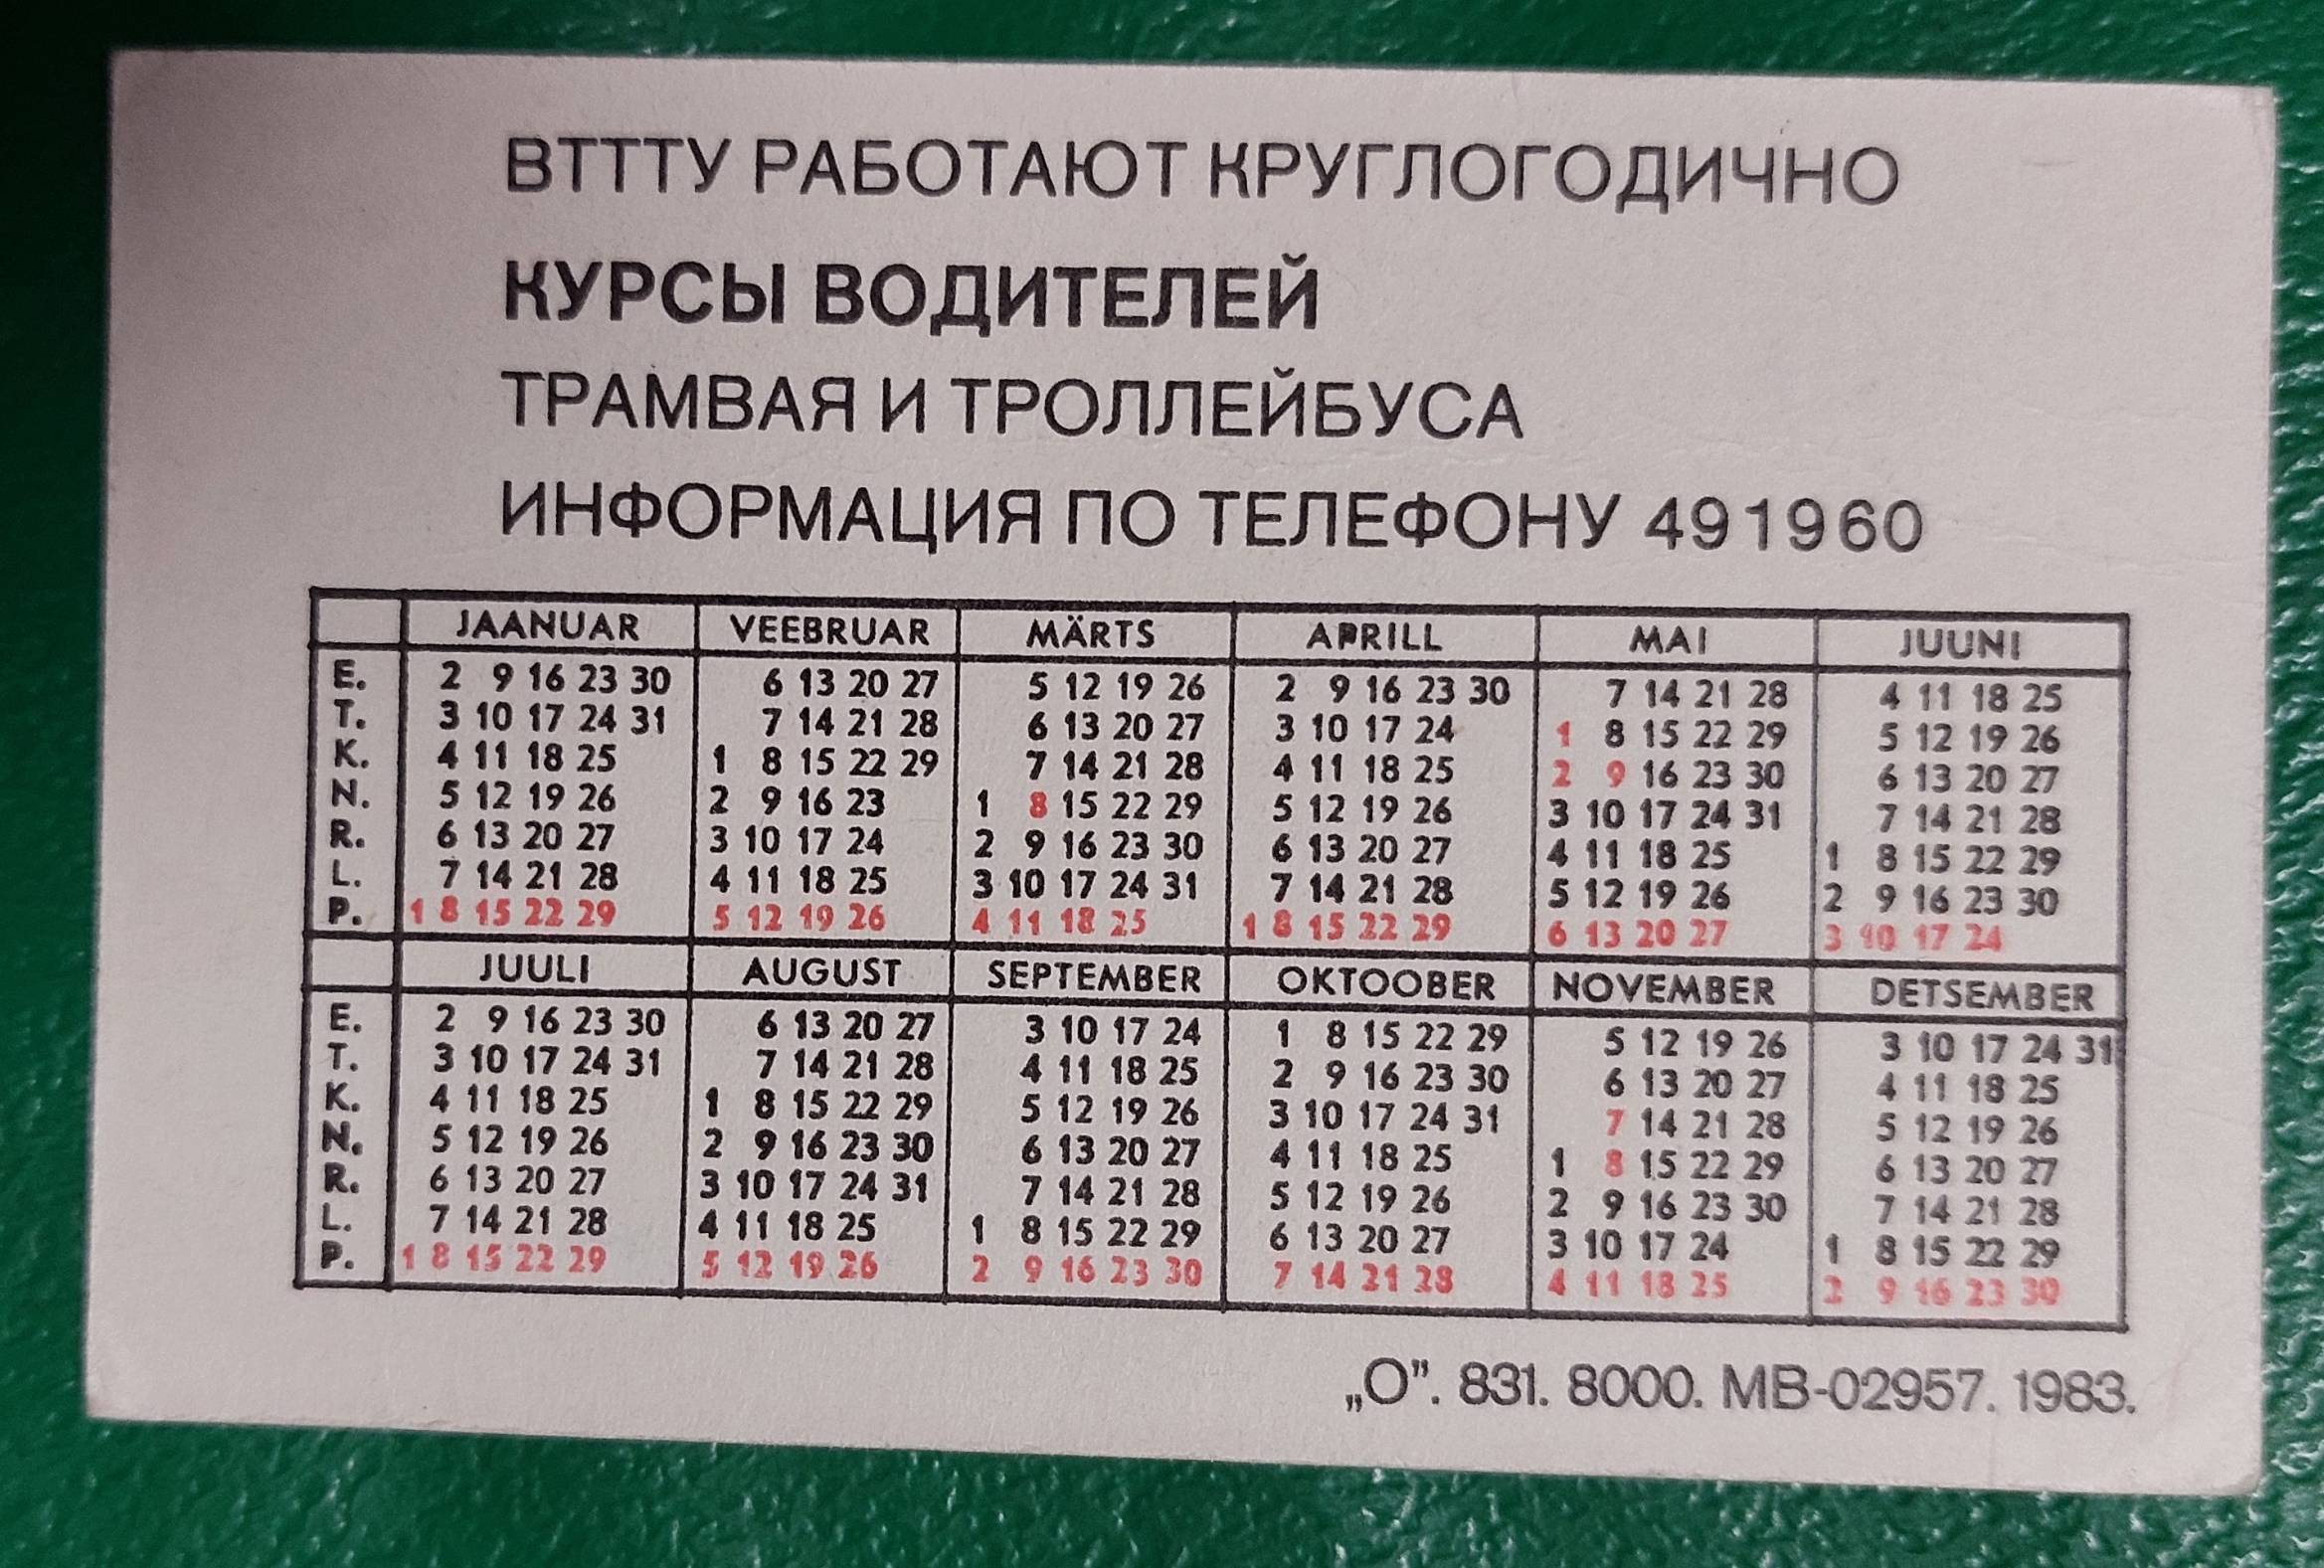 ВТТТУ РАБОТАЮТ КРУГЛОГОДИЧНО
КУРСЫ ВОДИТЕЛЕЙ
ТРАМВАЯ И ТРОЛЛЕЙБУСА
ИНФОРМАЦИЯ ПО ТЕЛЕФОНУ 491960
JAANUAR VEEBRUAR MÄRTS APRILL MAI JUUNI
E. 2 9 16 23 30 6 13 20 27 5 12 19 26 2 9 16 23 30 7 14 21 28 4 11 18 25
T. 3 10 17 24 31 7 14 21 28 6 13 20 27 3 10 17 24 1 8 15 22 29 5 12 19 26
K. 4 11 18 25 1 8 15 22 29 7 14 21 28 4 11 18 25 2 9 16 23 30 6 13 20 27
N. 5 12 19 26 2 9 16 23 1 8 15 22 29 5 12 19 26 3 10 17 24 31 7 14 21 28
R. 6 13 20 27 3 10 17 24 2 9 16 23 30 6 13 20 27 4 11 18 25 1 8 15 22 29
L. 7 14 21 28 4 11 18 25 3 10 17 24 31 7 14 21 28 5 12 19 26 2 9 16 23 30
P. 1 8 15 22 29 5 12 19 26 4 11 18 25 1 8 15 22 29 6 13 20 27 3 10 17 24
JUULI AUGUST SEPTEMBER OKTOOBER NOVEMBER DETSEMBER
E. 2 9 16 23 30 6 13 20 27 3 10 17 24 1 8 15 22 29 5 12 19 26 3 10 17 24 31
T. 3 10 17 24 31 7 14 21 28 4 11 18 25 2 9 16 23 30 6 13 20 27 4 11 18 25
K. 4 11 18 25 1 8 15 22 29 5 12 19 26 3 10 17 24 31 7 14 21 28 5 12 19 26
N. 5 12 19 26 2 9 16 23 30 6 13 20 27 4 11 18 25 1 8 15 22 29 6 13 20 27
R. 6 13 20 27 3 10 17 24 31 7 14 21 28 5 12 19 26 2 9 16 23 30 7 14 21 28
L. 7 14 21 28 4 11 18 25 1 8 15 22 29 6 13 20 27 3 10 17 24 1 8 15 22 29
P. 1 8 15 22 29 5 12 19 26 2 9 16 23 30 7 14 21 28 4 11 18 25 2 9 16 23 30
„O”. 831. 8000. MB-02957. 1983.